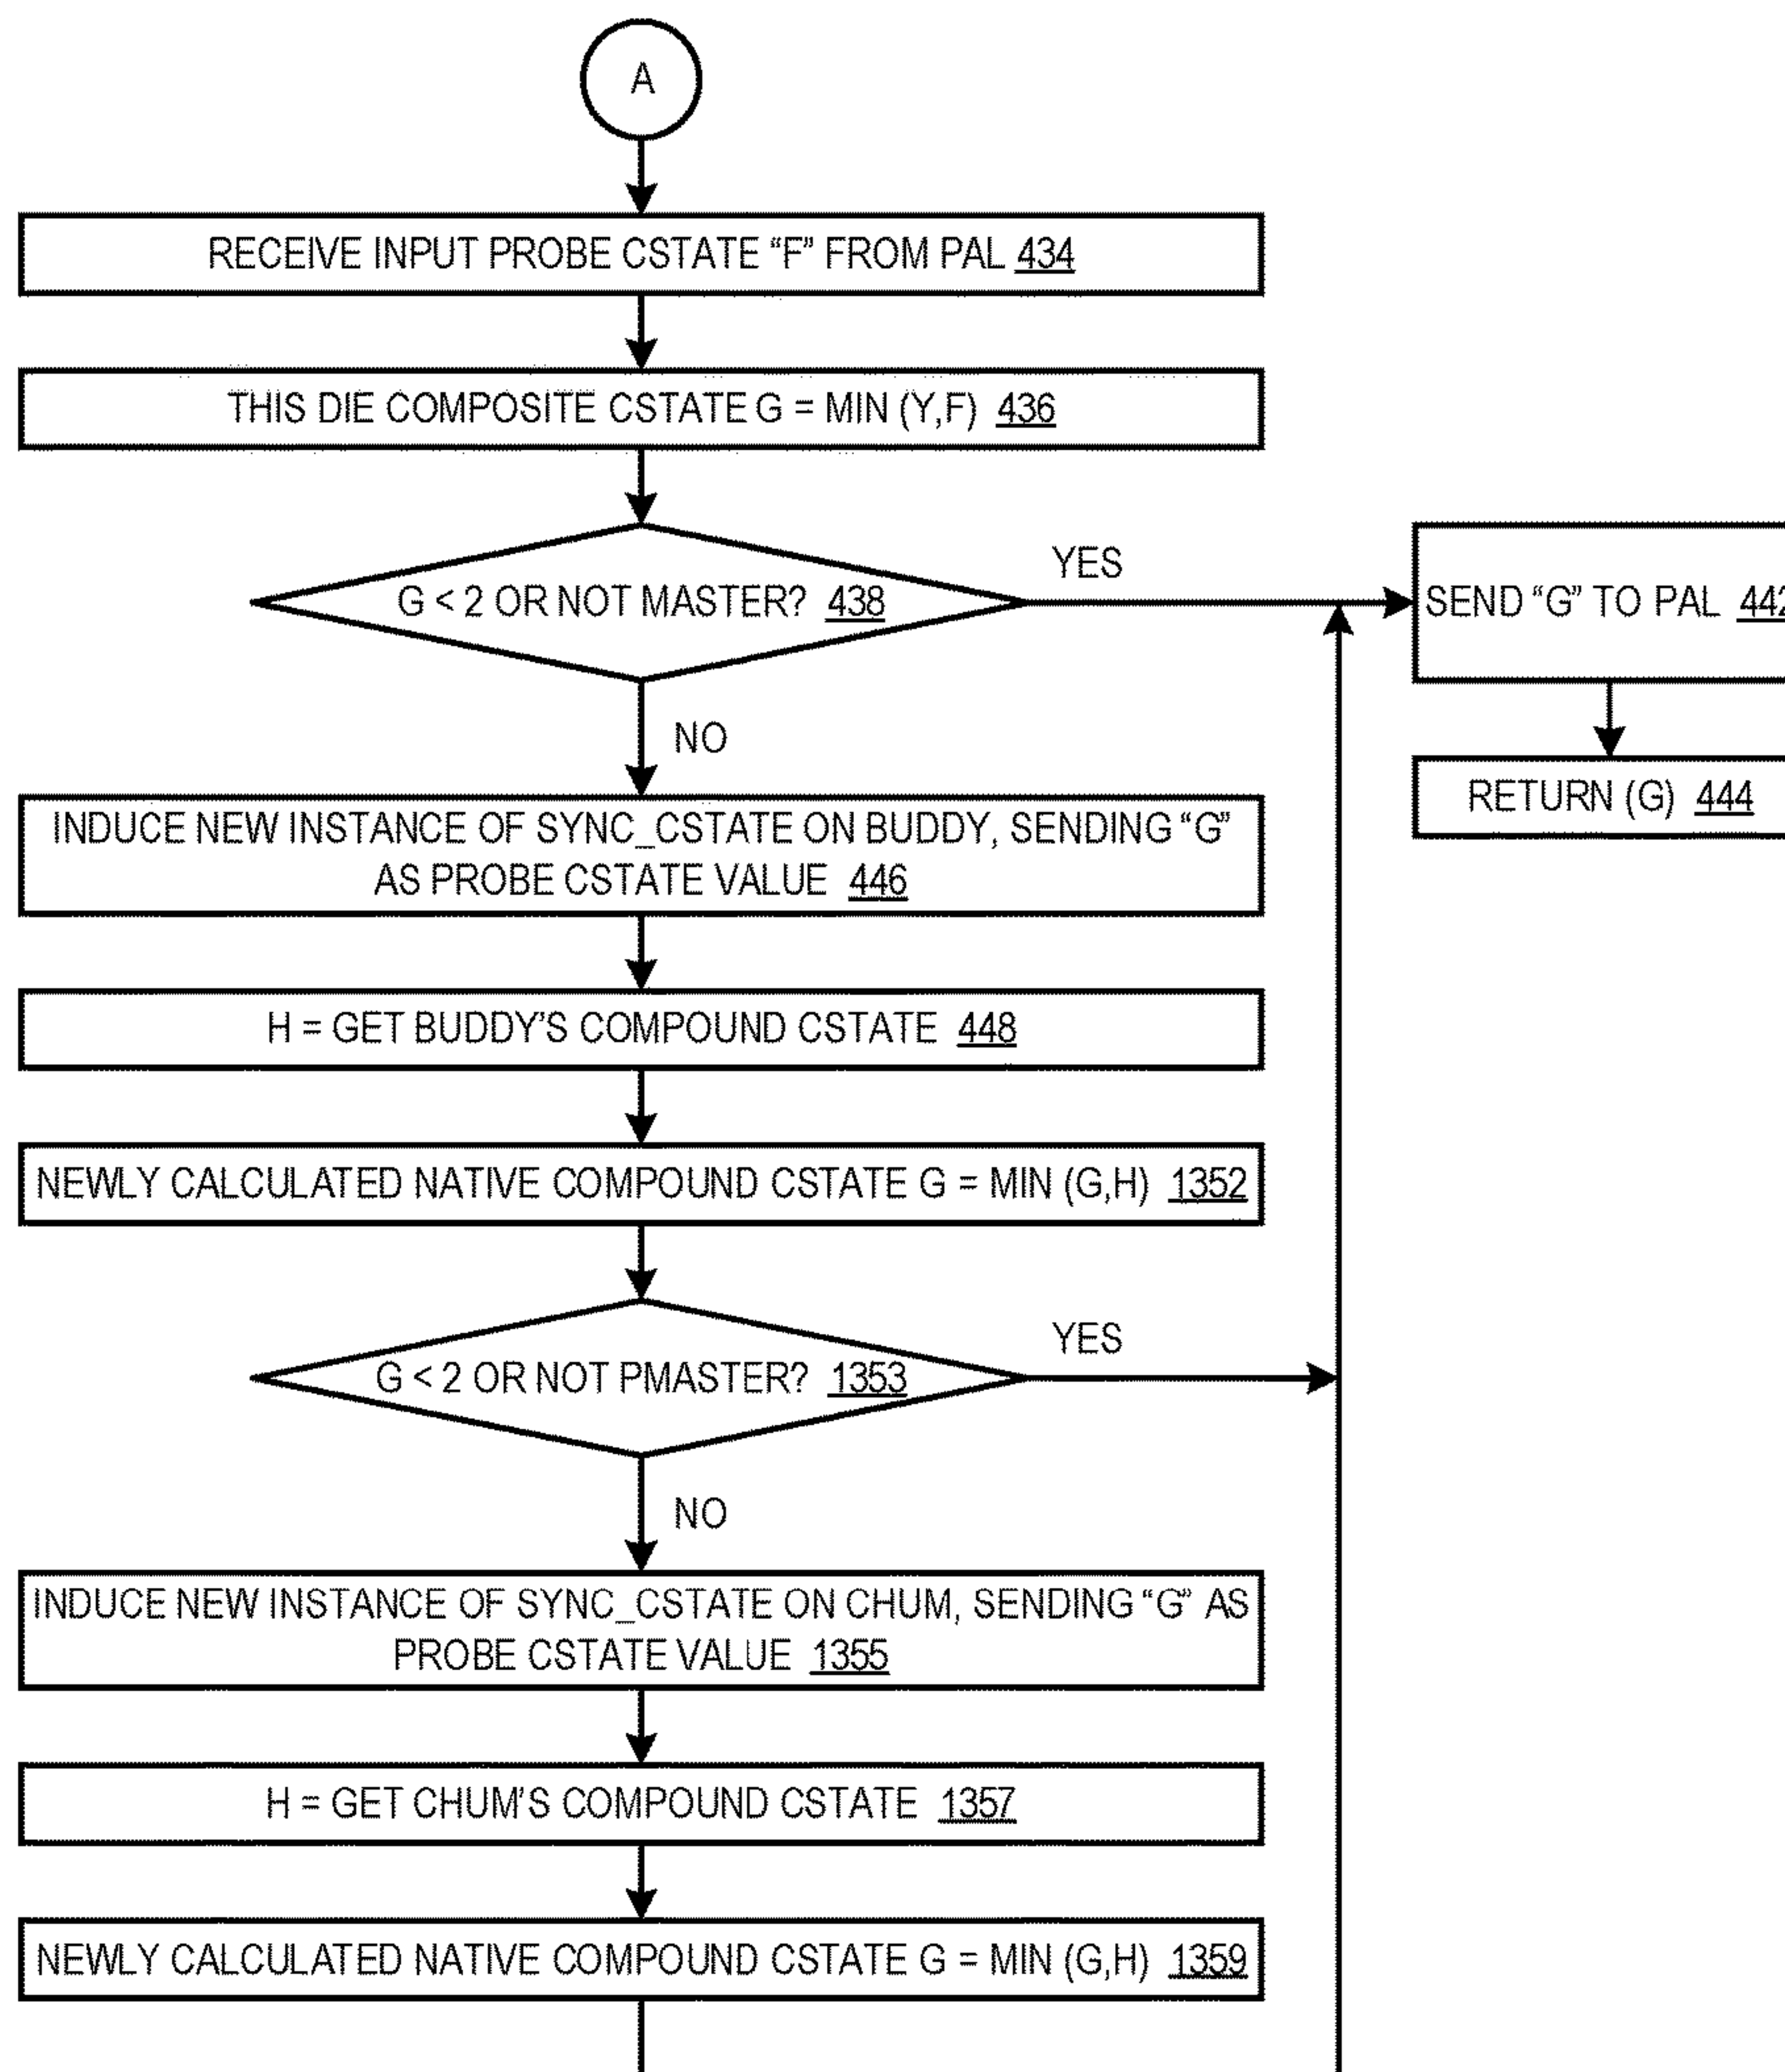 A
RECEIVE INPUT PROBE CSTATE “F” FROM PAL 434
THIS DIE COMPOSITE CSTATE G = MIN (Y,F) 436
G < 2 OR NOT MASTER? 438
YES
SEND “G” TO PAL 442
NO
RETURN (G) 444
INDUCE NEW INSTANCE OF SYNC_CSTATE ON BUDDY, SENDING “G”
AS PROBE CSTATE VALUE 446
H = GET BUDDY’S COMPOUND CSTATE 448
NEWLY CALCULATED NATIVE COMPOUND CSTATE G = MIN (G,H) 1352
G < 2 OR NOT PMASTER? 1353
YES
NO
INDUCE NEW INSTANCE OF SYNC_CSTATE ON CHUM, SENDING “G” AS
PROBE CSTATE VALUE 1355
H = GET CHUM’S COMPOUND CSTATE 1357
NEWLY CALCULATED NATIVE COMPOUND CSTATE G = MIN (G,H) 1359